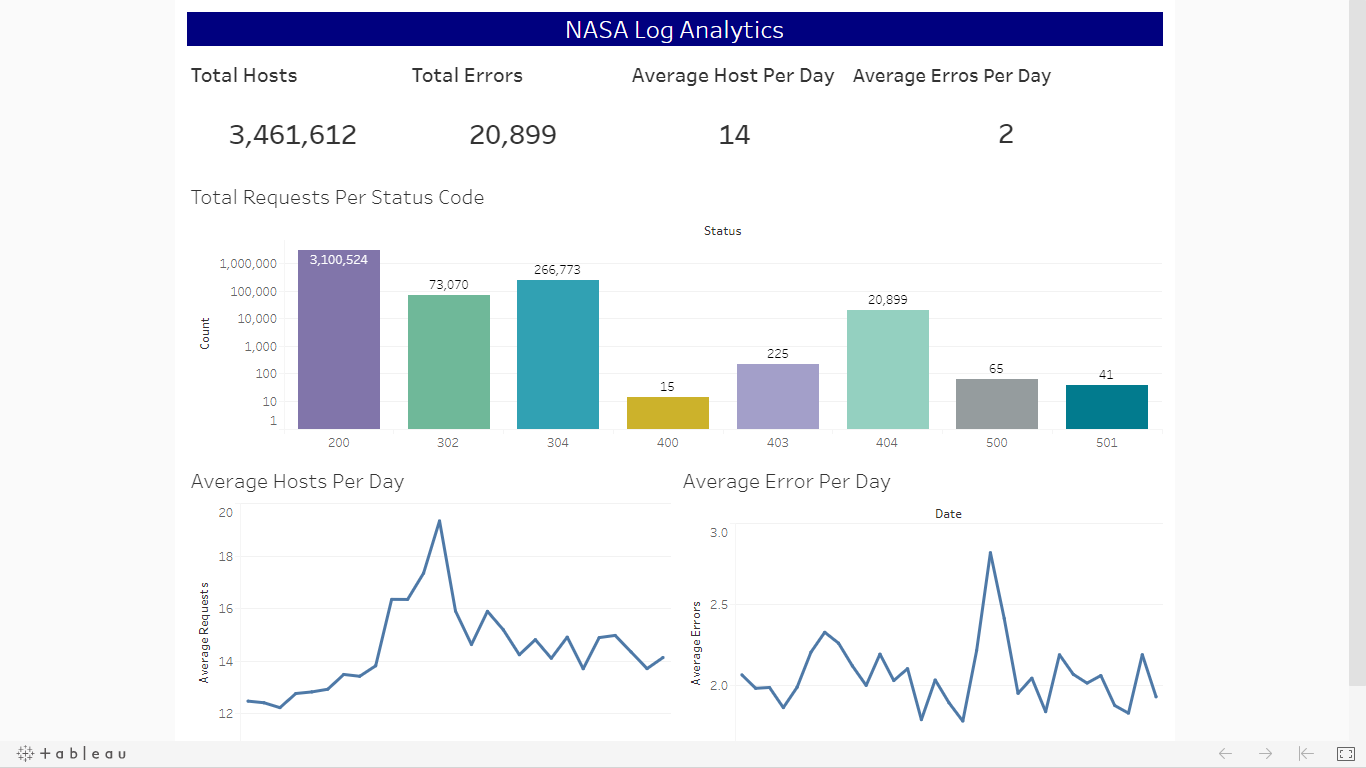 NASA Log Analytics
Total Hosts
Total Errors
Average Host Per Day
Average Erros Per Day
3,461,612
20,899
14
2
Total Requests Per Status Code
Status
Count
1,000,000
100,000
10,000
1,000
100
10
1
3,100,524
73,070
266,773
15
225
20,899
65
41
200
302
304
400
403
404
500
501
Average Hosts Per Day
Average Requests
20
18
16
14
12
Average Error Per Day
Date
Average Errors
3.0
2.5
2.0
+ableau